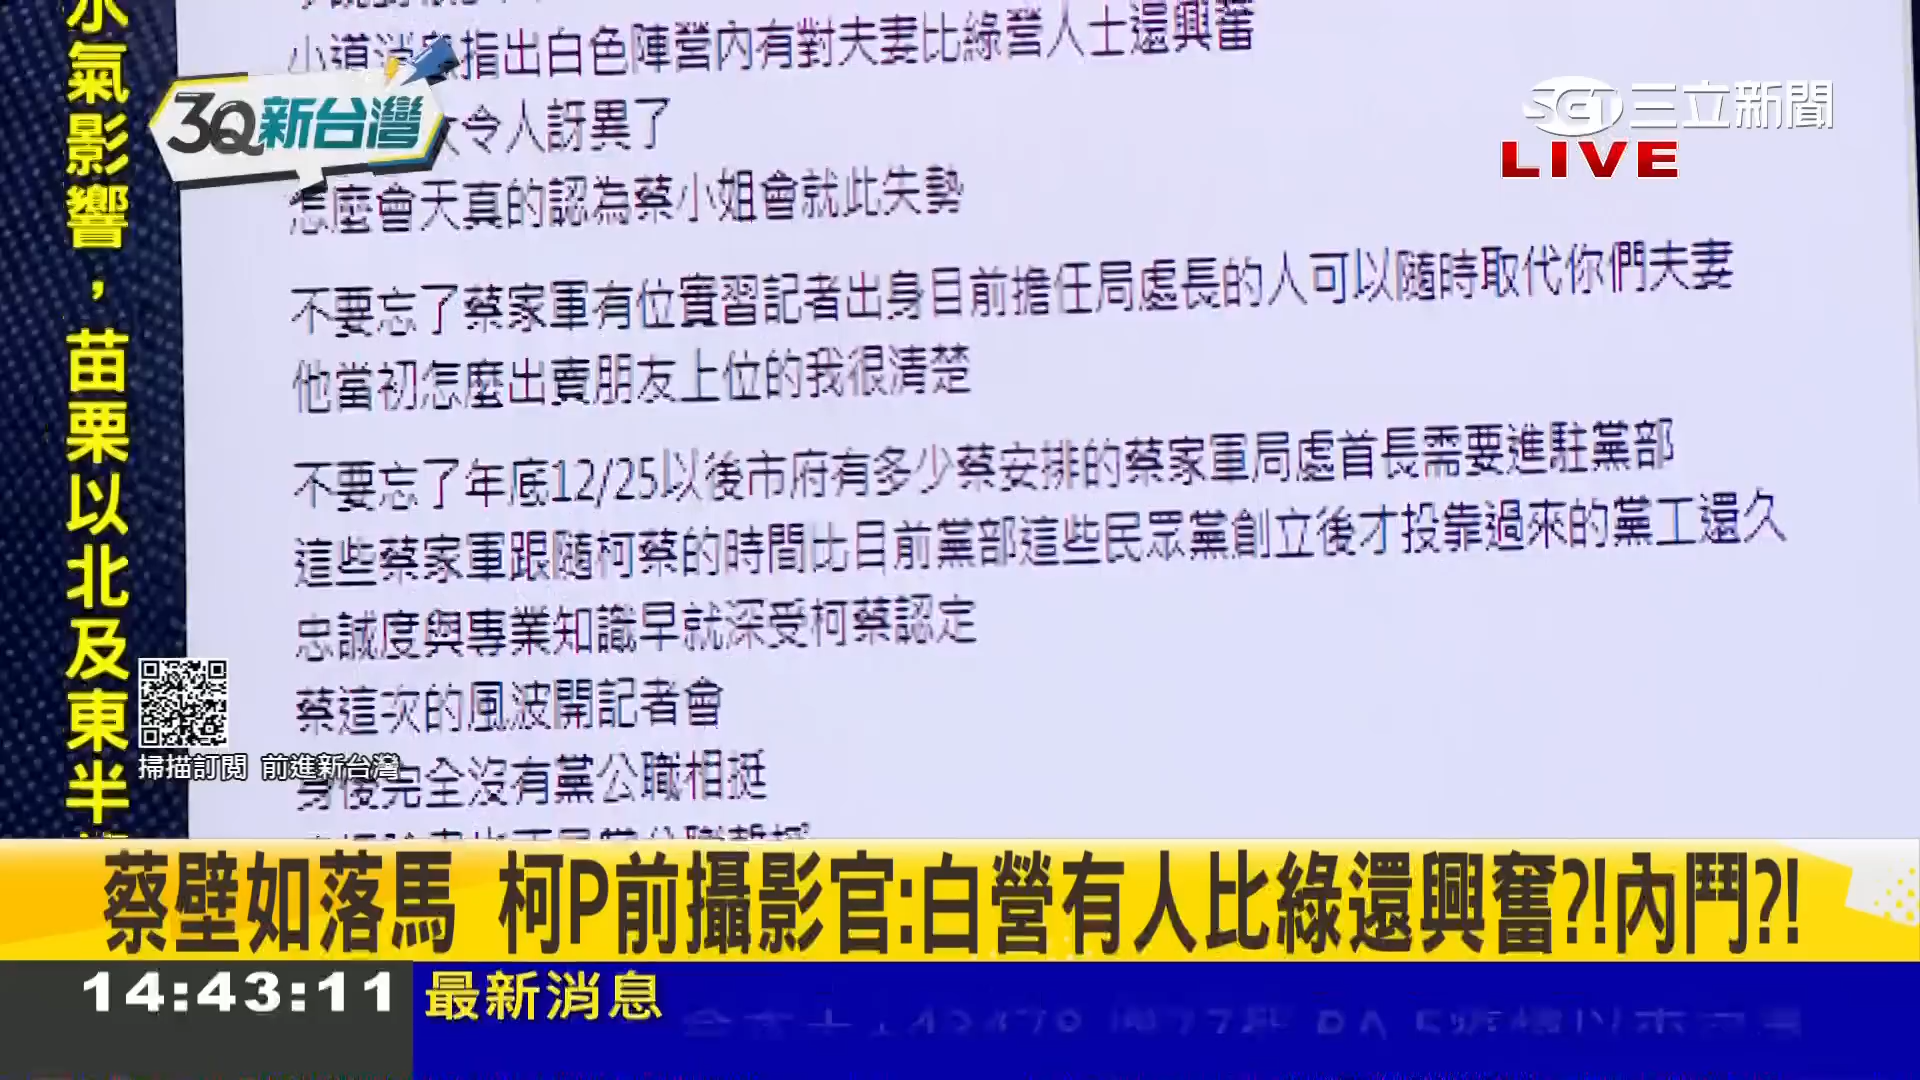 水氣影響，苗栗以北及東半
3Q新台灣
SET三立新聞
LIVE
小道消息指出白色陣營內有對夫妻比綠營人士還興奮
令人訝異了
怎麼會天真的認為蔡小姐會就此失勢
不要忘了蔡家軍有位實習記者出身目前擔任局處長的人可以隨時取代你們夫妻
他當初怎麼出賣朋友上位的我很清楚
不要忘了年底12/25以後市府有多少蔡安排的蔡家軍局處首長需要進駐黨部
這些蔡家軍跟隨柯蔡的時間比目前黨部這些民眾黨創立後才投靠過來的黨工還久
忠誠度與專業知識早就深受柯蔡認定
蔡這次的風波開記者會
身後完全沒有黨公職相挺
掃描訂閱 前進新台灣
蔡壁如落馬 柯P前攝影官:白營有人比綠還興奮?!內鬥?!
14:43:11
最新消息